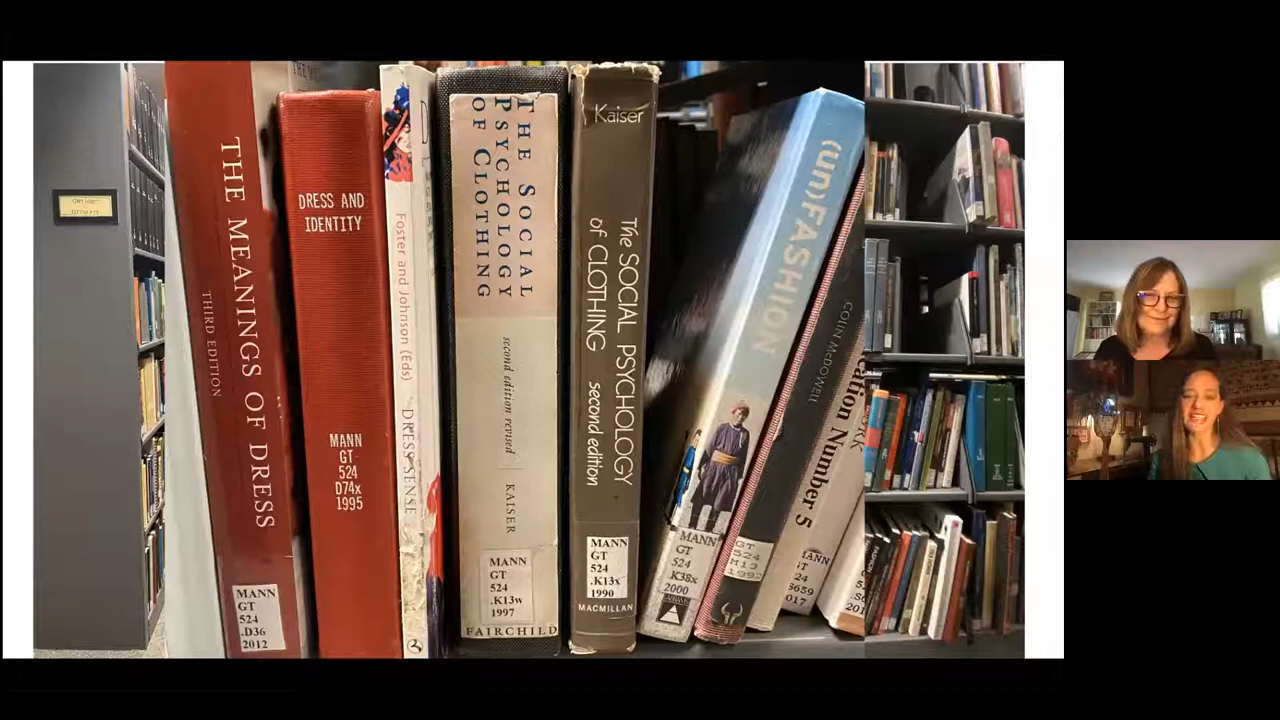 THE MEANINGS OF DRESS
THIRD EDITION
MANN
GT
524
.D36
2012
DRESS AND
IDENTITY
MANN
GT
524
D74x
1995
Foster and Johnson (Eds)
DRESS SENSE
THE SOCIAL
PSYCHOLOGY
OF CLOTHING
second edition revised
KAISER
MANN
GT
524
.K13w
1997
FAIRCHILD
Kaiser
The SOCIAL PSYCHOLOGY
of CLOTHING second edition
MANN
GT
524
.K13x
1990
MACMILLAN
(un)FASHION
MANN
GT
524
.K38x
2000
COLIN McDOWELL
GT
524
M13
1992
Number 5